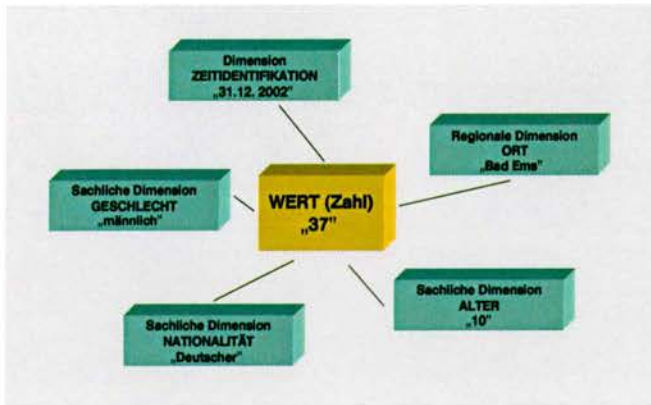 Dimension
ZEITIDENTIFIKATION
„31.12. 2002"
Regionale Dimension
ORT
„Bad Ems"
Sachliche Dimension
GESCHLECHT
„männlich"
WERT (Zahl)
„37"
Sachliche Dimension
ALTER
„10"
Sachliche Dimension
NATIONALITÄT
„Deutscher"